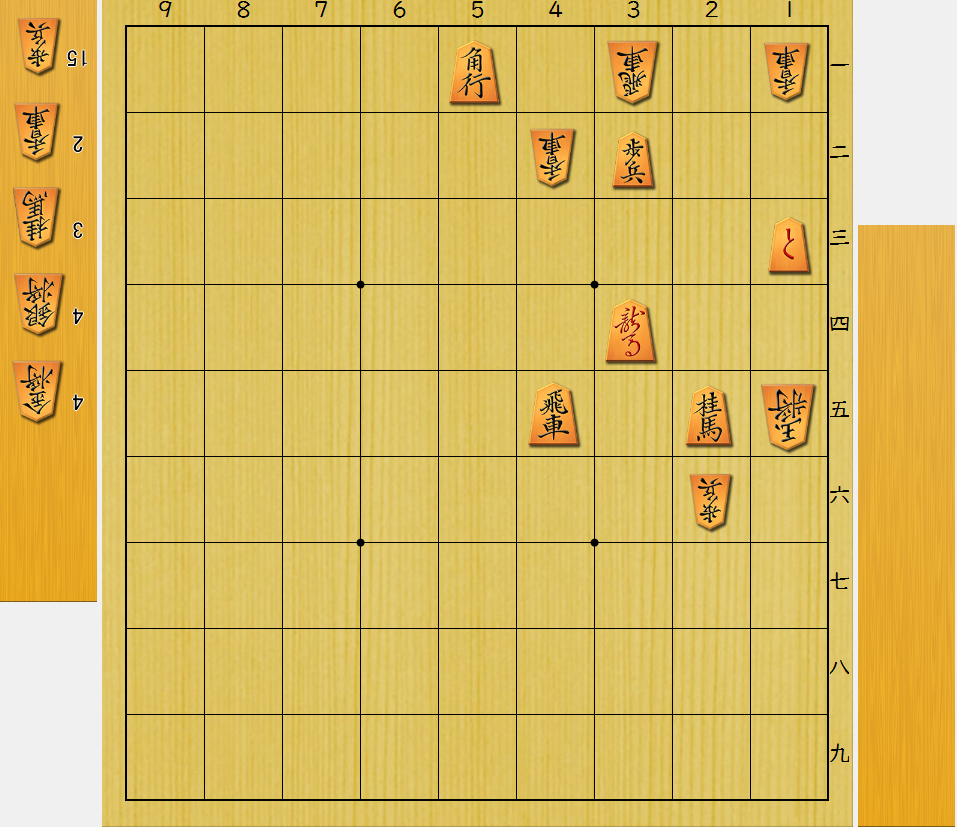 9 8 7 6 5 4 3 2 1
一
二
三
四
五
六
七
八
九
歩兵 15
香車 2
桂馬 3
銀将 4
金将 4
角行 飛車 香車
香車 歩兵
と
龍馬
飛車 桂馬 玉将
歩兵